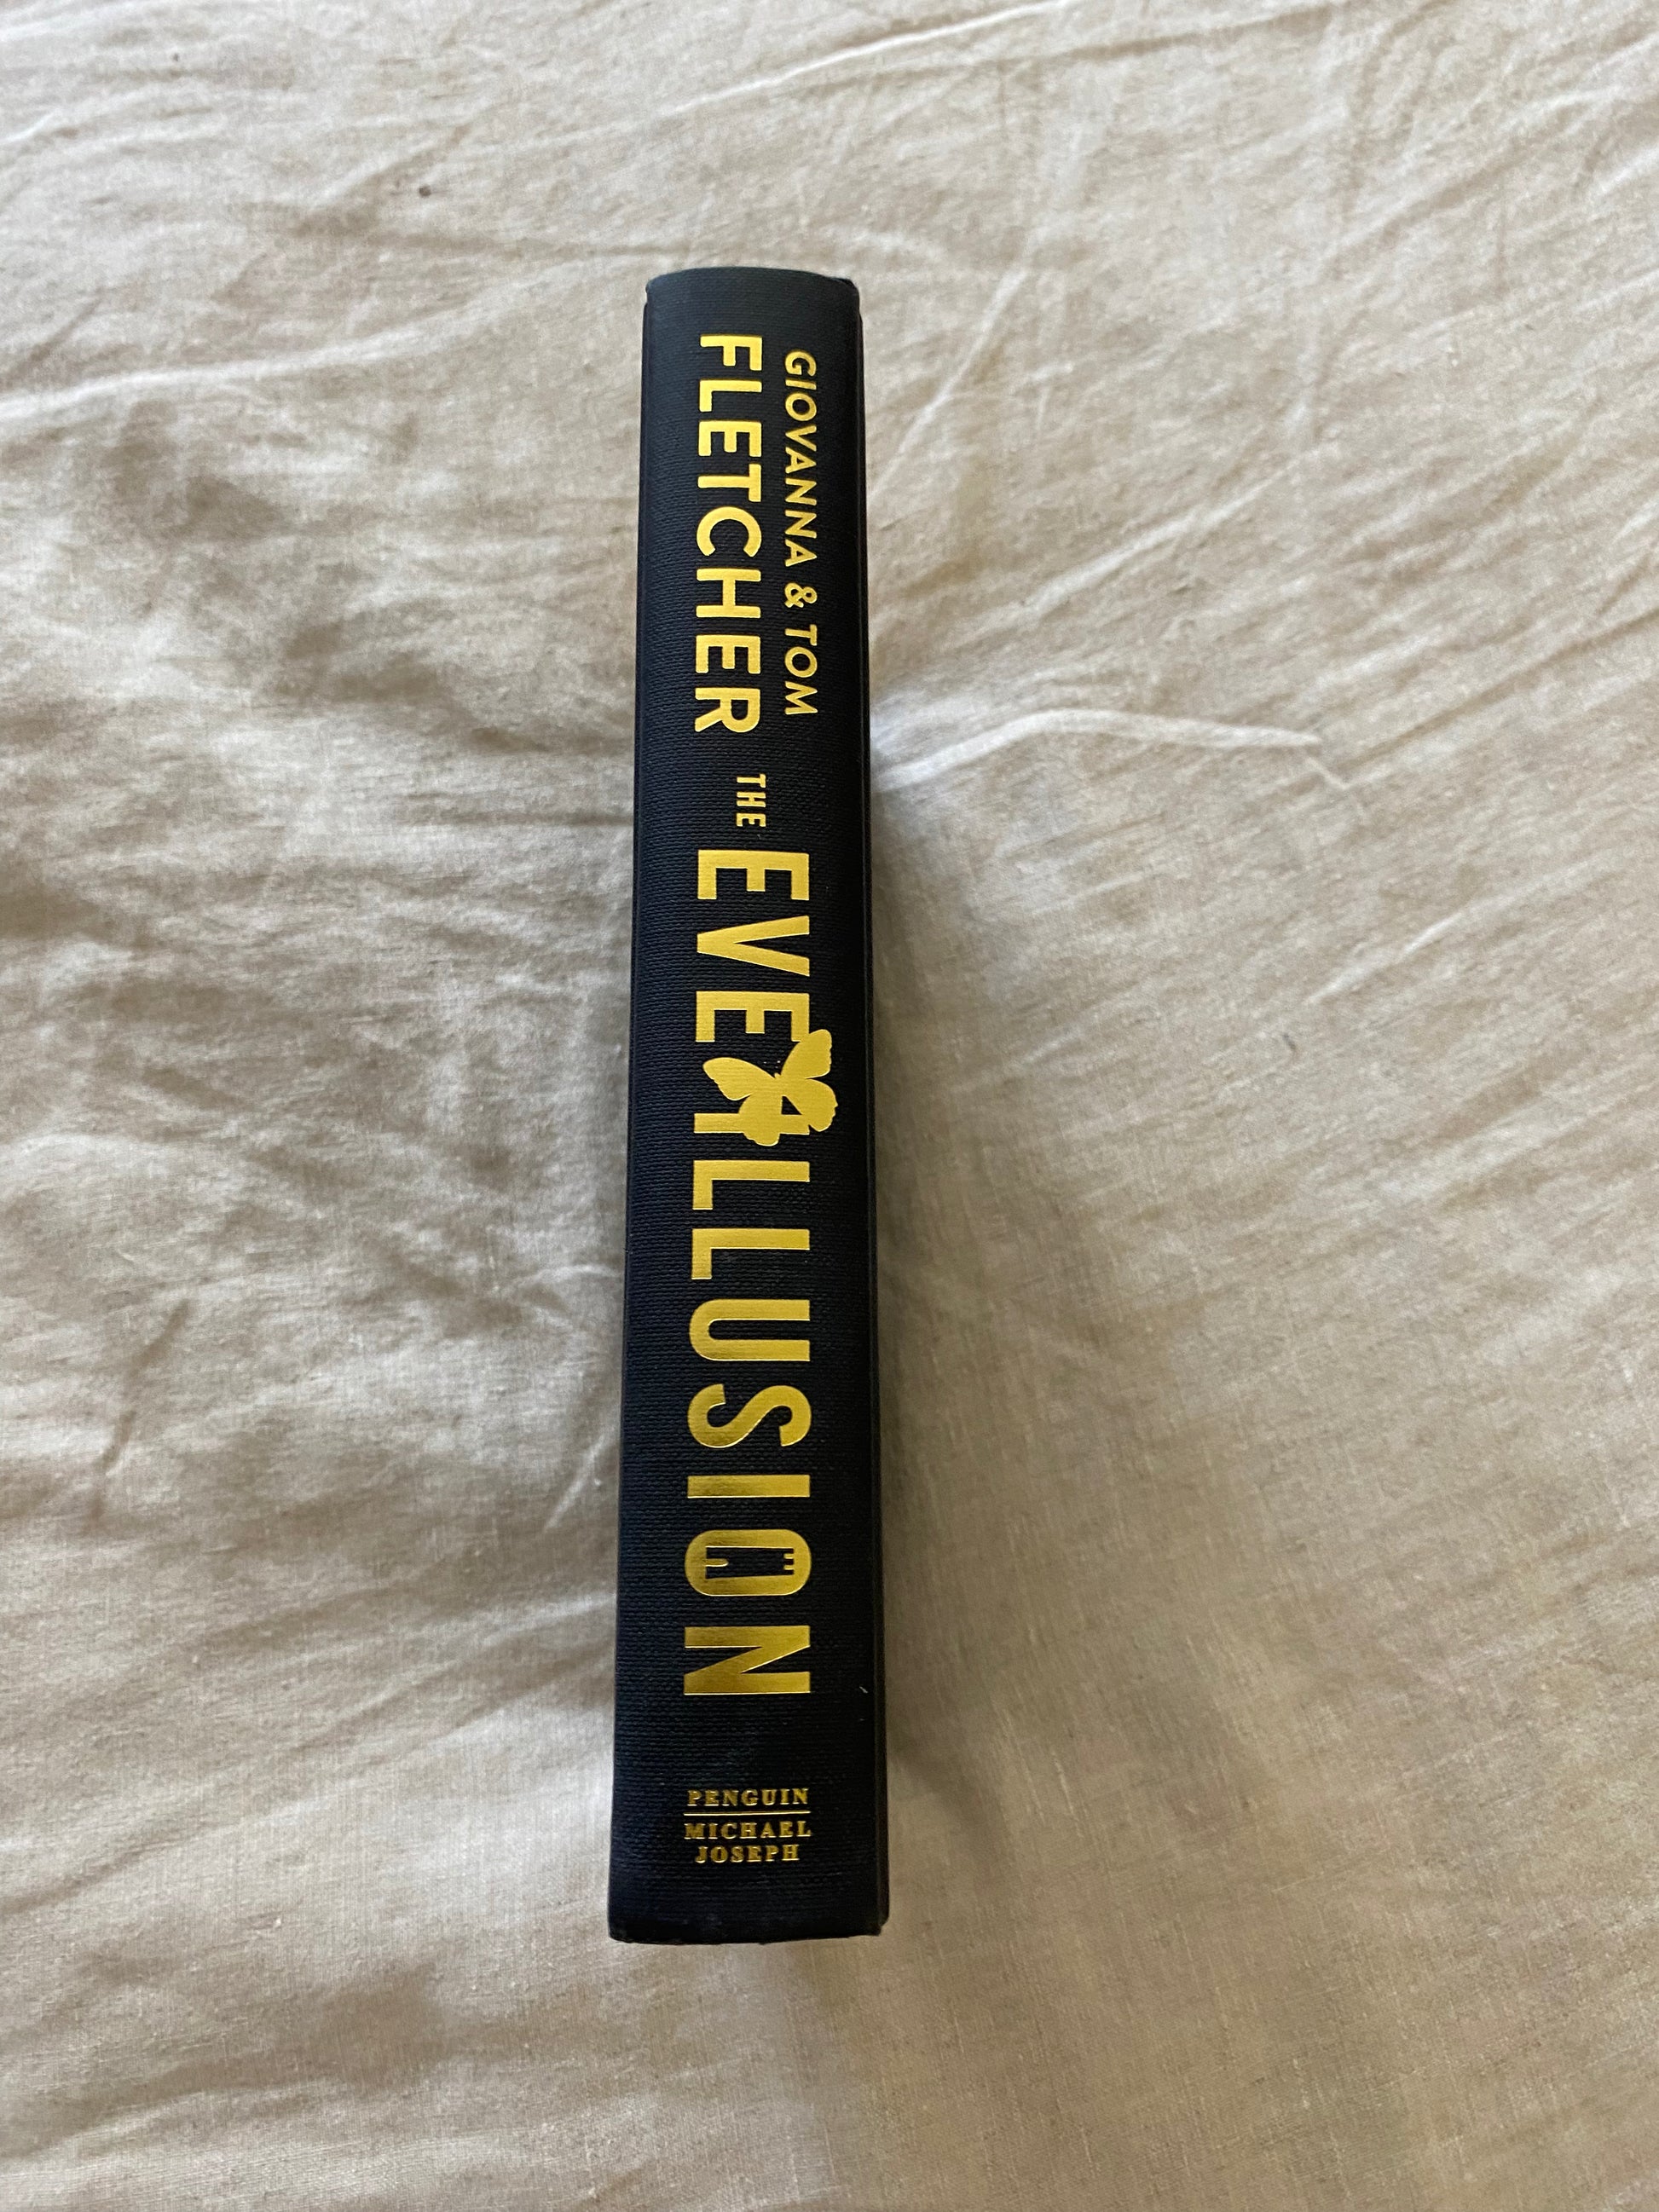 GIOVANNA & TOM
FLETCHER
THE
EVE
ILLUSION
PENGUIN
MICHAEL
JOSEPH